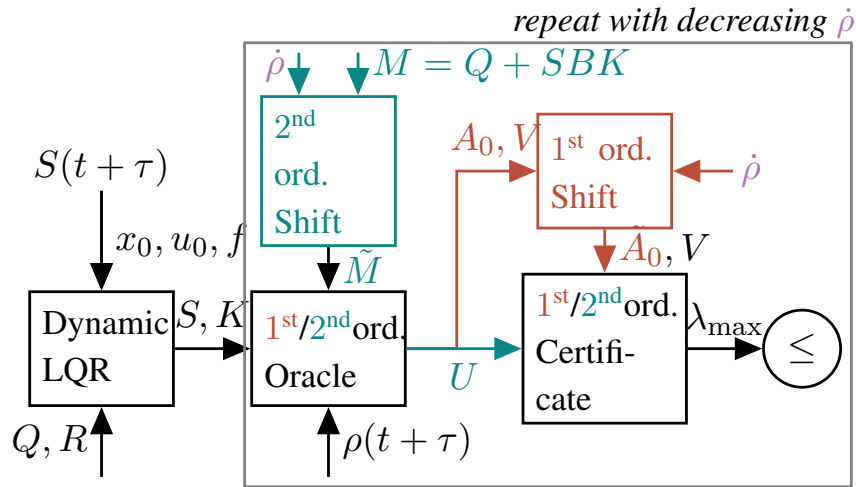 repeat with decreasing ρ̇
ρ̇
M = Q + SBK
2nd
ord.
Shift
A₀, V
1st ord.
Shift
ρ̇
S(t + τ)
x₀, u₀, f
M̃
Ã₀, V
Dynamic
LQR
S, K
1st/2nd ord.
Oracle
U
1st/2nd ord.
Certifi-
cate
λmax
≤
Q, R
ρ(t + τ)